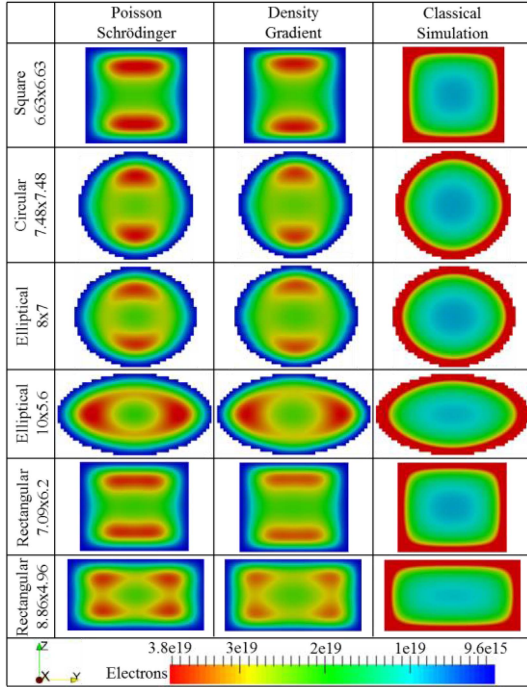 Poisson Schrödinger
Density Gradient
Classical Simulation
Square 6.63x6.63
Circular 7.48x7.48
Elliptical 8x7
Elliptical 10x5.6
Rectangular 7.09x6.2
Rectangular 8.86x4.96
Z
X
Y
3.8e19 3e19 2e19 1e19 9.6e15
Electrons